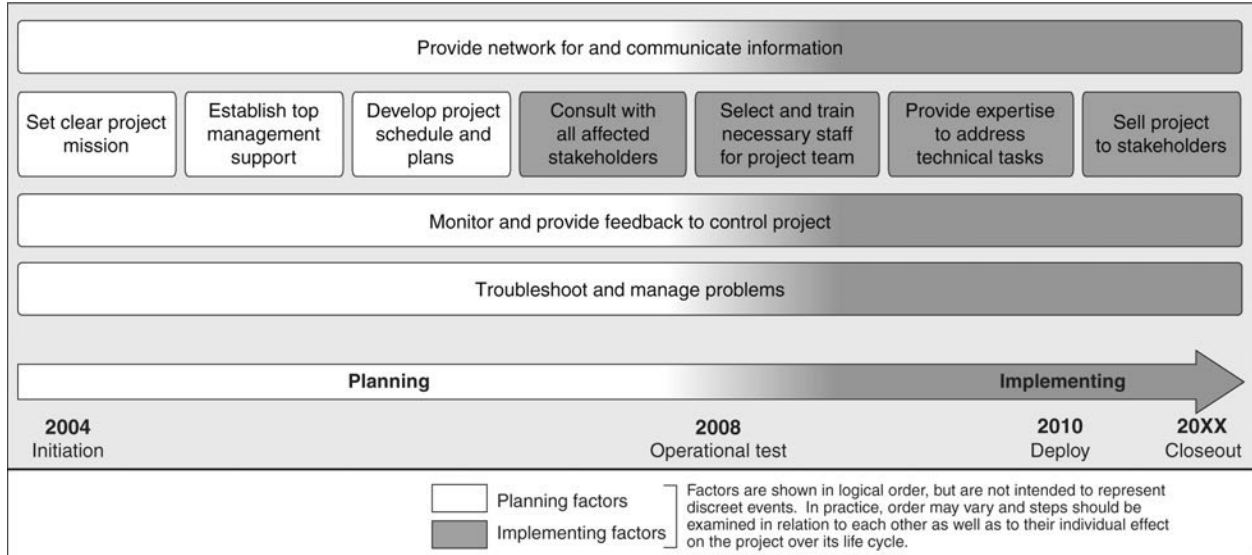 Provide network for and communicate information
Set clear project
mission
Establish top
management
support
Develop project
schedule and
plans
Consult with
all affected
stakeholders
Select and train
necessary staff
for project team
Provide expertise
to address
technical tasks
Sell project
to stakeholders
Monitor and provide feedback to control project
Troubleshoot and manage problems
Planning
Implementing
2004
Initiation
2008
Operational test
2010
Deploy
20XX
Closeout
Planning factors
Implementing factors
Factors are shown in logical order, but are not intended to represent
discreet events. In practice, order may vary and steps should be
examined in relation to each other as well as to their individual effect
on the project over its life cycle.